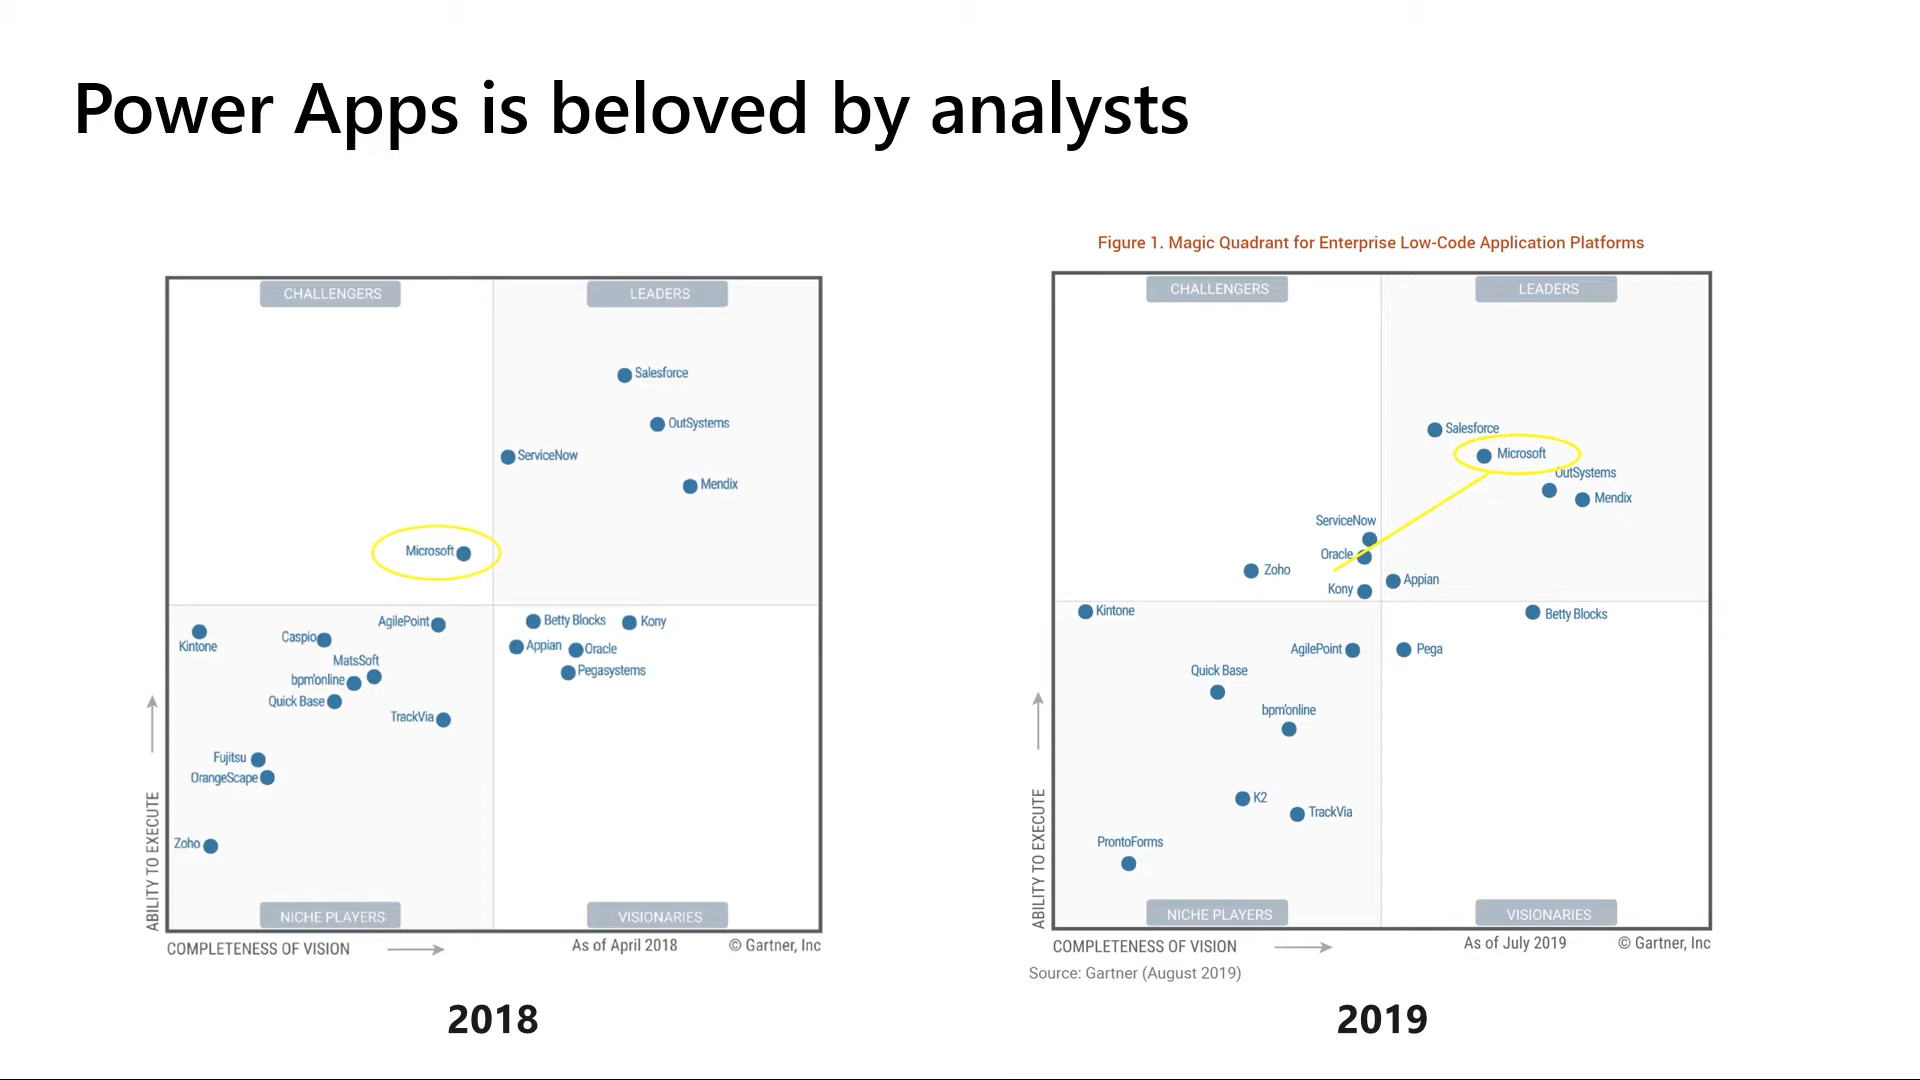 Power Apps is beloved by analysts
CHALLENGERS
LEADERS
Salesforce
OutSystems
ServiceNow
Mendix
Microsoft
AgilePoint
Betty Blocks
Kony
Kintone
Caspio
Appian
Oracle
MatsSoft
Pegasystems
bpm'online
Quick Base
TrackVia
Fujitsu
OrangeScape
Zoho
NICHE PLAYERS
VISIONARIES
ABILITY TO EXECUTE
COMPLETENESS OF VISION
As of April 2018
© Gartner, Inc
2018
Figure 1. Magic Quadrant for Enterprise Low-Code Application Platforms
CHALLENGERS
LEADERS
Salesforce
Microsoft
OutSystems
Mendix
ServiceNow
Oracle
Zoho
Kony
Appian
Kintone
Betty Blocks
AgilePoint
Pega
Quick Base
bpm'online
K2
TrackVia
ProntoForms
NICHE PLAYERS
VISIONARIES
ABILITY TO EXECUTE
COMPLETENESS OF VISION
As of July 2019
© Gartner, Inc
Source: Gartner (August 2019)
2019